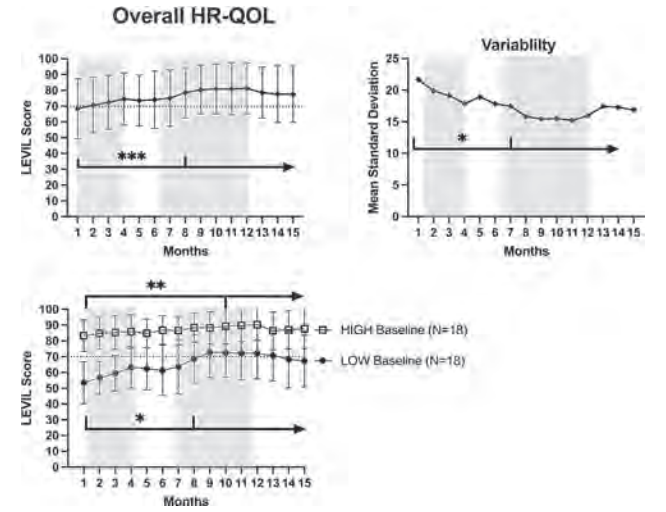 Overall HR-QOL
LEVIL Score
100
90
80
70
60
50
40
30
20
10
0
***
1 2 3 4 5 6 7 8 9 10 11 12 13 14 15
Months
Variablilty
Mean Standard Deviation
25
20
15
10
5
0
*
1 2 3 4 5 6 7 8 9 10 11 12 13 14 15
Months
**
LEVIL Score
100
90
80
70
60
50
40
30
20
10
0
HIGH Baseline (N=18)
LOW Baseline (N=18)
*
1 2 3 4 5 6 7 8 9 10 11 12 13 14 15
Months